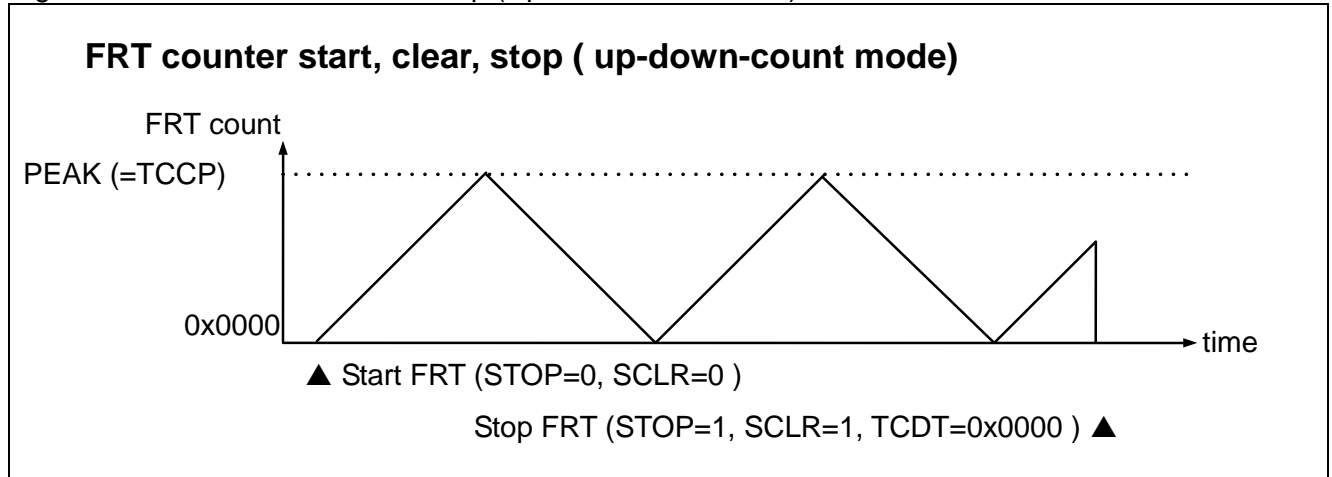 FRT counter start, clear, stop ( up-down-count mode)
FRT count
PEAK (=TCCP)
0x0000
time
▲ Start FRT (STOP=0, SCLR=0 )
Stop FRT (STOP=1, SCLR=1, TCDT=0x0000 ) ▲